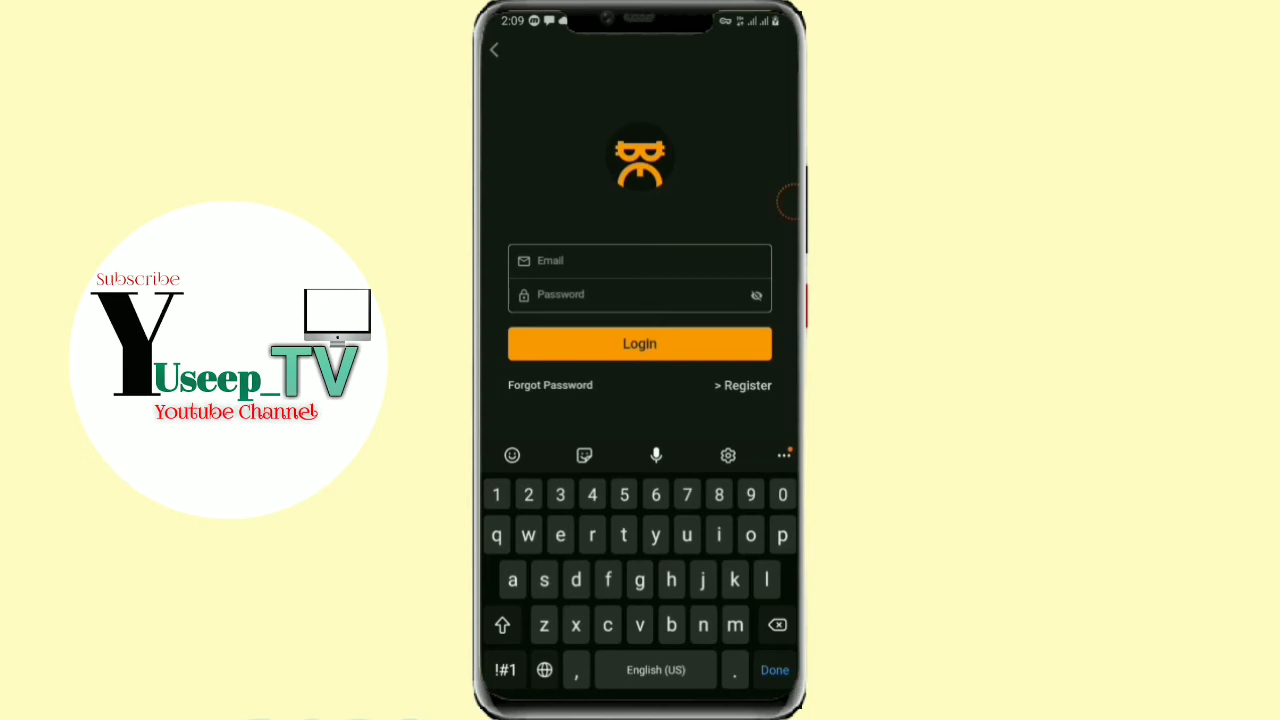 Subscribe
Y
Useep_TV
Youtube Channel
2:09
Email
Password
Login
Forgot Password
> Register
1 2 3 4 5 6 7 8 9 0
q w e r t y u i o p
a s d f g h j k l
z x c v b n m
!#1 , English (US) . Done